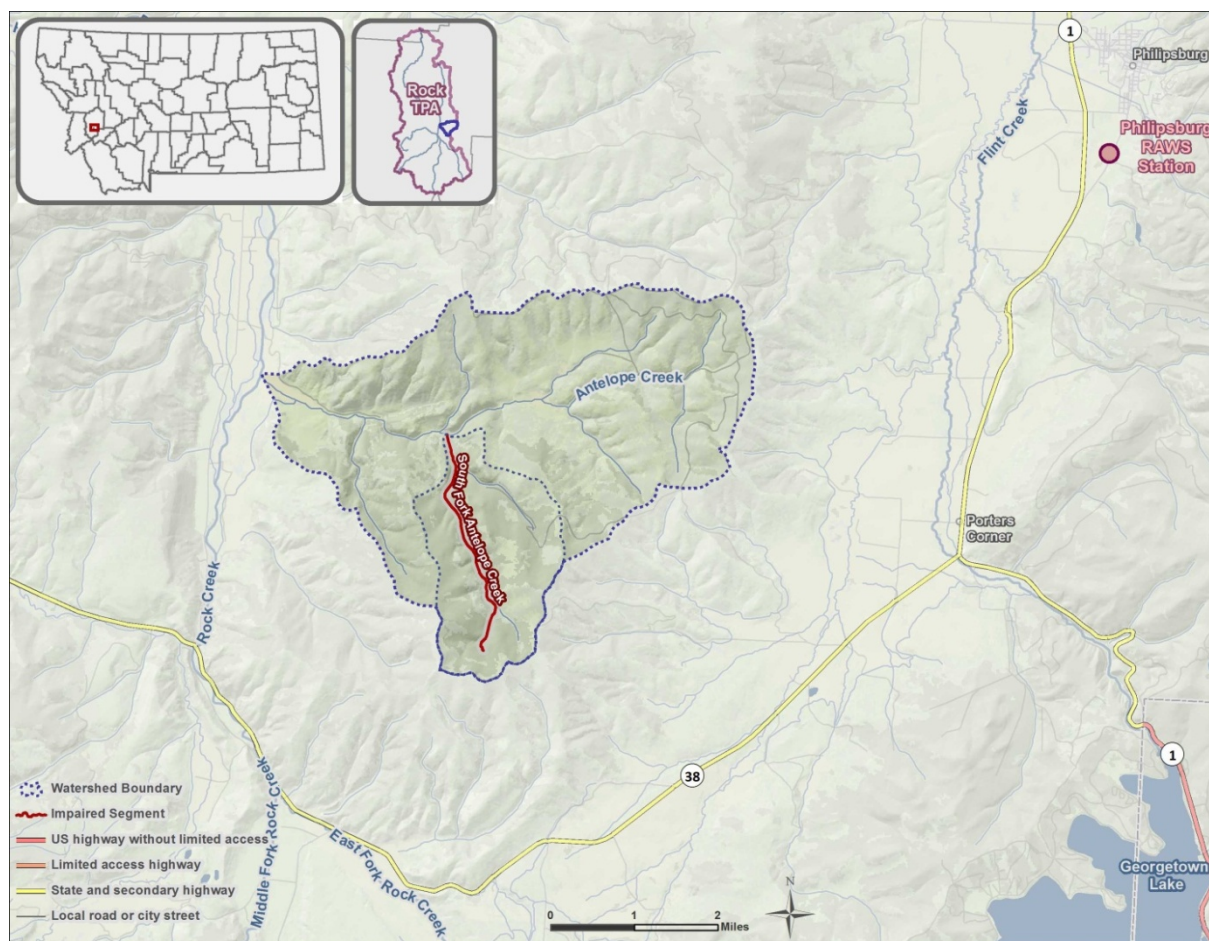 Rock
TPA
1
Philipsburg
Philipsburg
RAWS
Station
Flint Creek
Antelope Creek
South Fork Antelope Creek
Porters
Corner
Rock Creek
38
1
Middle Fork Rock Creek
East Fork Rock Creek
Georgetown
Lake
Watershed Boundary
Impaired Segment
US highway without limited access
Limited access highway
State and secondary highway
Local road or city street
N
0 1 2
Miles